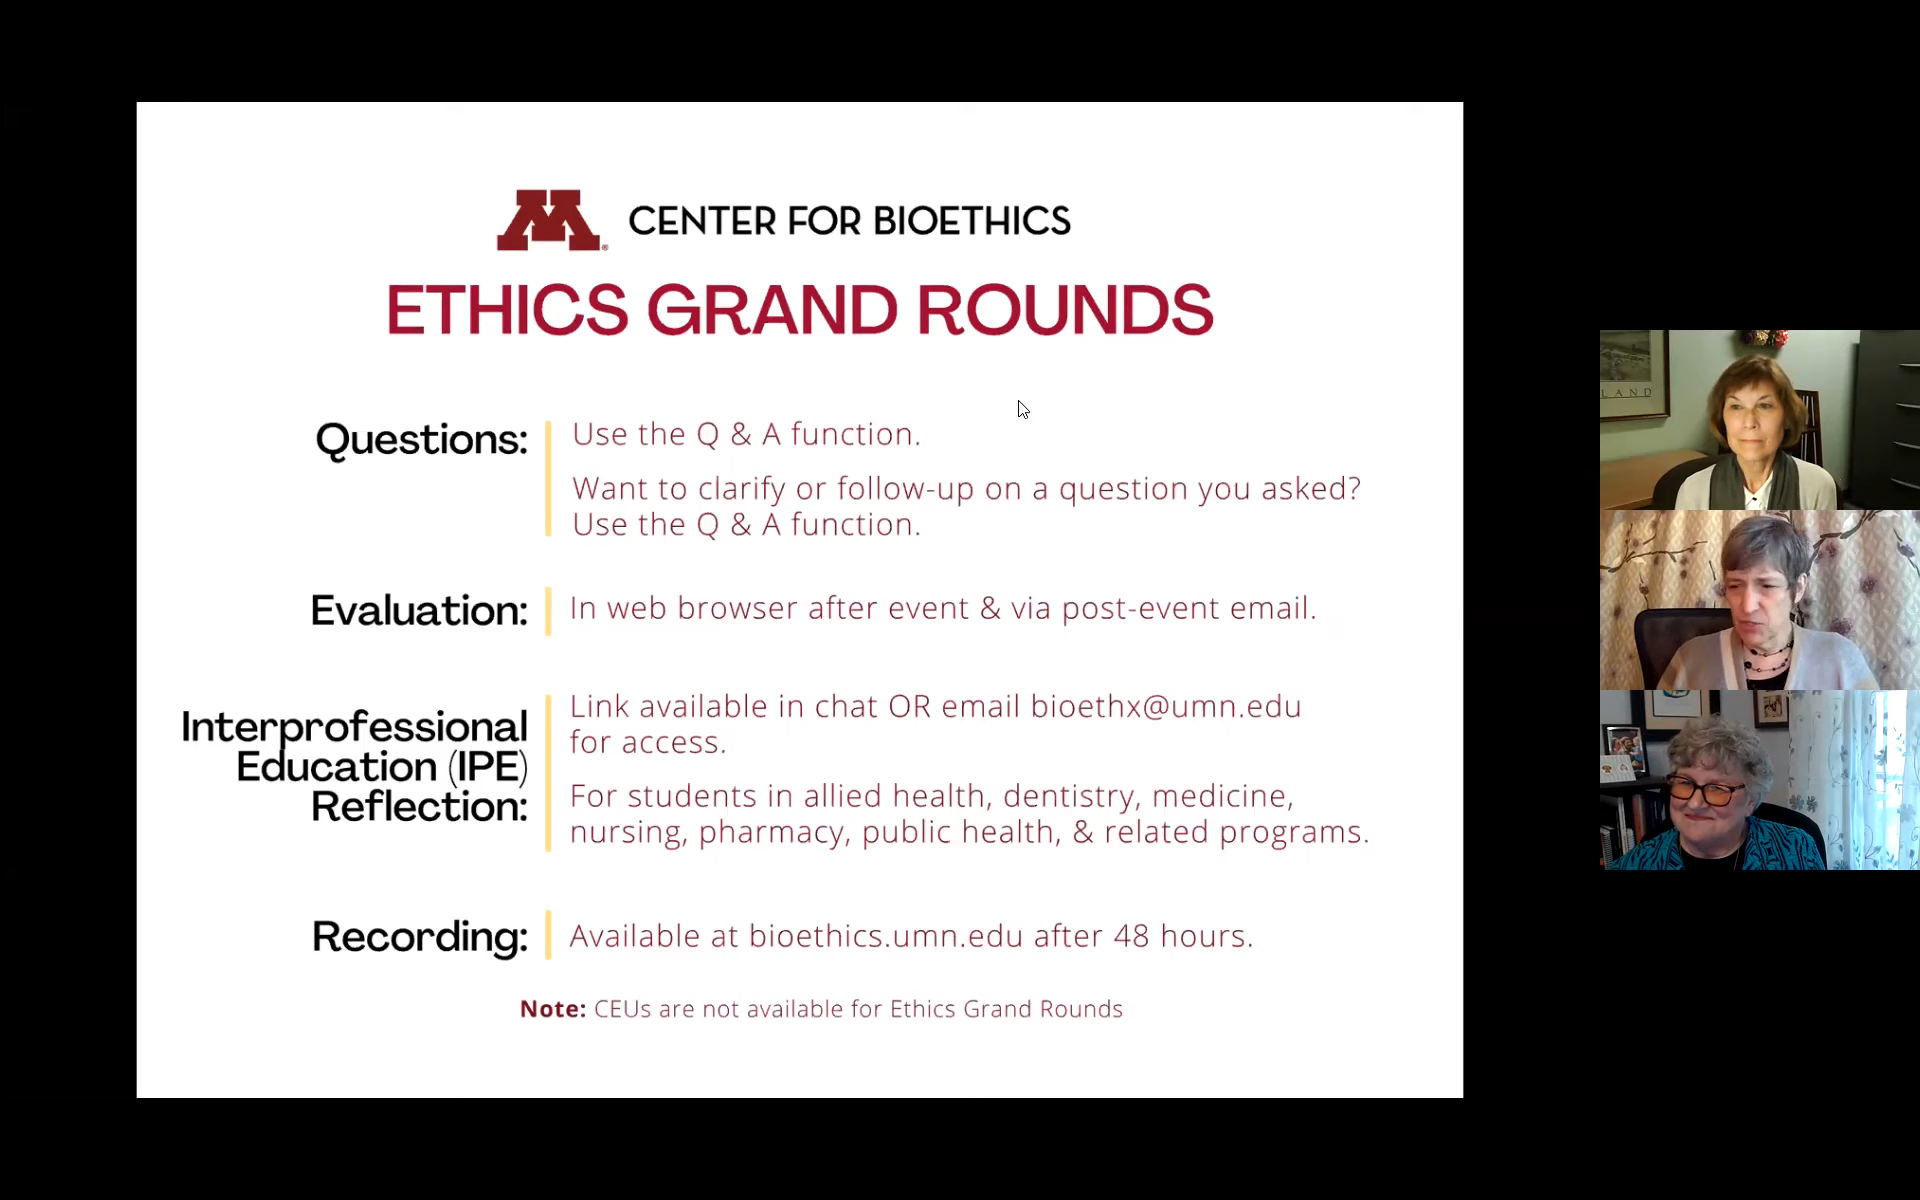 M
CENTER FOR BIOETHICS
ETHICS GRAND ROUNDS
Questions:
Use the Q & A function.
Want to clarify or follow-up on a question you asked?
Use the Q & A function.
Evaluation:
In web browser after event & via post-event email.
Interprofessional
Education (IPE)
Reflection:
Link available in chat OR email bioethx@umn.edu
for access.
For students in allied health, dentistry, medicine,
nursing, pharmacy, public health, & related programs.
Recording:
Available at bioethics.umn.edu after 48 hours.
Note: CEUs are not available for Ethics Grand Rounds
LAND